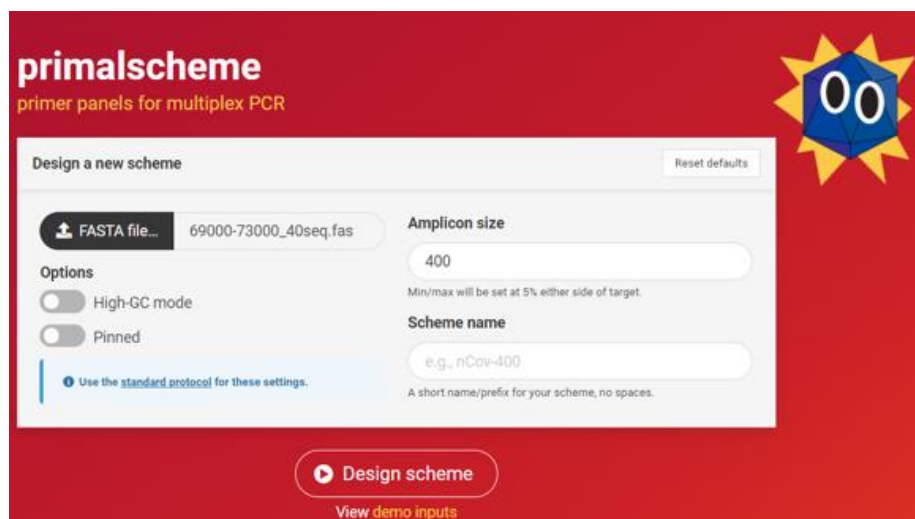 primalscheme
primer panels for multiplex PCR
Design a new scheme
Reset defaults
FASTA file...
69000-73000_40seq.fas
Options
High-GC mode
Pinned
Use the standard protocol for these settings.
Amplicon size
400
Min/max will be set at 5% either side of target.
Scheme name
e.g., nCov-400
A short name/prefix for your scheme, no spaces.
Design scheme
View demo inputs